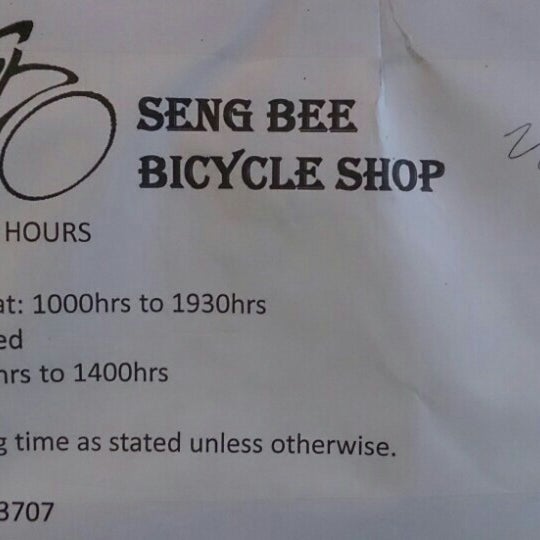 SENG BEE
BICYCLE SHOP
HOURS
at: 1000hrs to 1930hrs
ed
hrs to 1400hrs
g time as stated unless otherwise.
3707